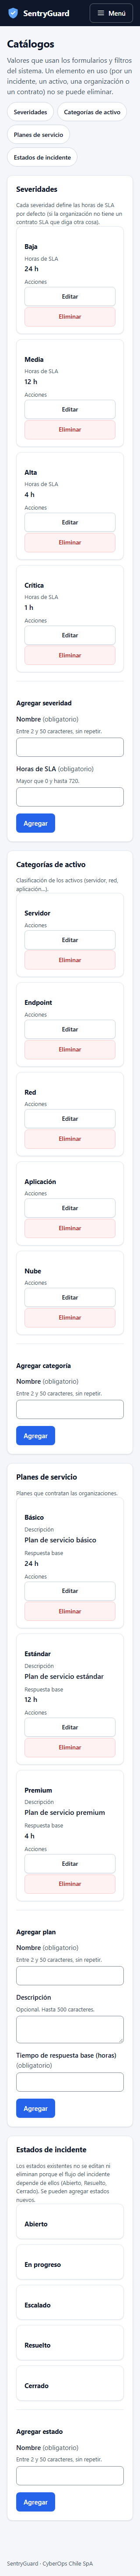 SentryGuard
Menú
Catálogos
Valores que usan los formularios y filtros
del sistema. Un elemento en uso (por un
incidente, un activo, una organización o
un contrato) no se puede eliminar.
Severidades
Categorías de activo
Planes de servicio
Estados de incidente
Severidades
Cada severidad define las horas de SLA
por defecto (si la organización no tiene un
contrato SLA que diga otra cosa).
Baja
Horas de SLA
24 h
Acciones
Editar
Eliminar
Media
Horas de SLA
12 h
Acciones
Editar
Eliminar
Alta
Horas de SLA
4 h
Acciones
Editar
Eliminar
Crítica
Horas de SLA
1 h
Acciones
Editar
Eliminar
Agregar severidad
Nombre (obligatorio)
Entre 2 y 50 caracteres, sin repetir.
Horas de SLA (obligatorio)
Mayor que 0 y hasta 720.
Agregar
Categorías de activo
Clasificación de los activos (servidor, red,
aplicación...).
Servidor
Acciones
Editar
Eliminar
Endpoint
Acciones
Editar
Eliminar
Red
Acciones
Editar
Eliminar
Aplicación
Acciones
Editar
Eliminar
Nube
Acciones
Editar
Eliminar
Agregar categoría
Nombre (obligatorio)
Entre 2 y 50 caracteres, sin repetir.
Agregar
Planes de servicio
Planes que contratan las organizaciones.
Básico
Descripción
Plan de servicio básico
Respuesta base
24 h
Acciones
Editar
Eliminar
Estándar
Descripción
Plan de servicio estándar
Respuesta base
12 h
Acciones
Editar
Eliminar
Premium
Descripción
Plan de servicio premium
Respuesta base
4 h
Acciones
Editar
Eliminar
Agregar plan
Nombre (obligatorio)
Entre 2 y 50 caracteres, sin repetir.
Descripción
Opcional. Hasta 500 caracteres.
Tiempo de respuesta base (horas)
(obligatorio)
Agregar
Estados de incidente
Los estados existentes no se editan ni
eliminan porque el flujo del incidente
depende de ellos (Abierto, Resuelto,
Cerrado). Se pueden agregar estados
nuevos.
Abierto
En progreso
Escalado
Resuelto
Cerrado
Agregar estado
Nombre (obligatorio)
Entre 2 y 50 caracteres, sin repetir.
Agregar
SentryGuard · CyberOps Chile SpA